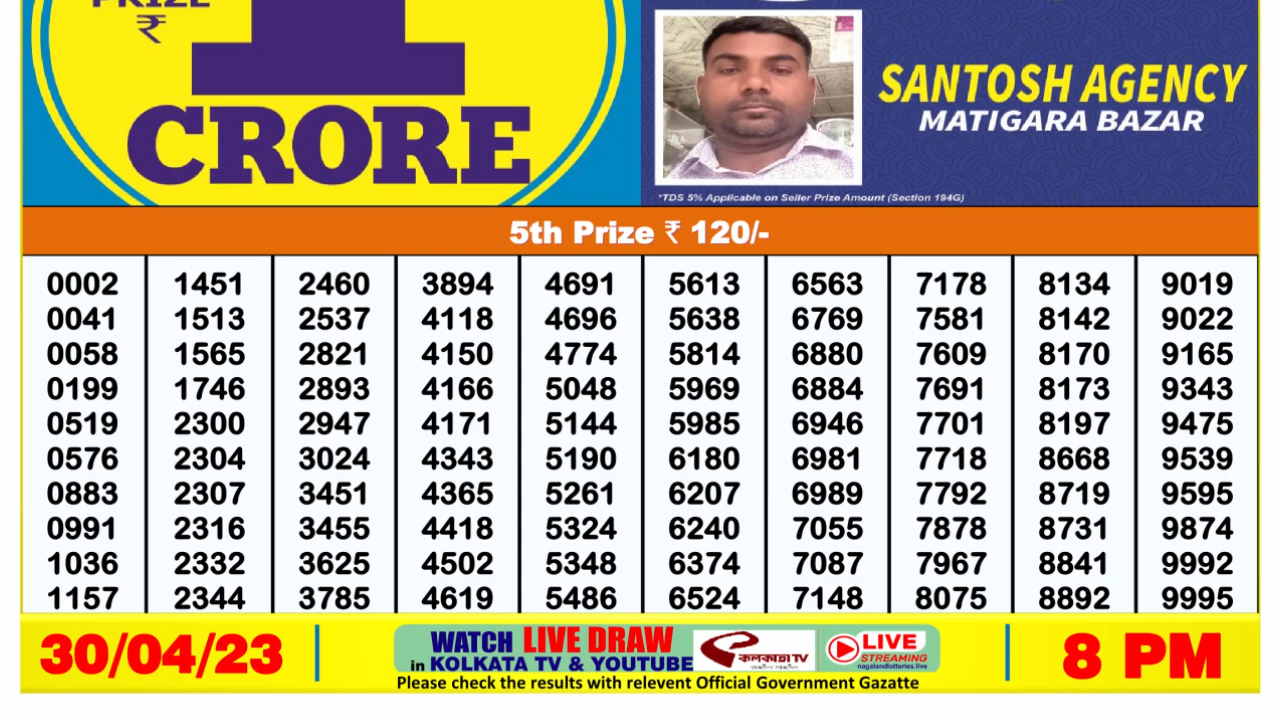 PRIZE
₹
1
CRORE
SANTOSH AGENCY
MATIGARA BAZAR
*TDS 5% Applicable on Seller Prize Amount (Section 194G)
5th Prize ₹ 120/-
0002 1451 2460 3894 4691 5613 6563 7178 8134 9019
0041 1513 2537 4118 4696 5638 6769 7581 8142 9022
0058 1565 2821 4150 4774 5814 6880 7609 8170 9165
0199 1746 2893 4166 5048 5969 6884 7691 8173 9343
0519 2300 2947 4171 5144 5985 6946 7701 8197 9475
0576 2304 3024 4343 5190 6180 6981 7718 8668 9539
0883 2307 3451 4365 5261 6207 6989 7792 8719 9595
0991 2316 3455 4418 5324 6240 7055 7878 8731 9874
1036 2332 3625 4502 5348 6374 7087 7967 8841 9992
1157 2344 3785 4619 5486 6524 7148 8075 8892 9995
30/04/23
WATCH LIVE DRAW
in KOLKATA TV & YOUTUBE
কলকাতা TV
LIVE
STREAMING
nagalandlotteries.live
Please check the results with relevent Official Government Gazatte
8 PM